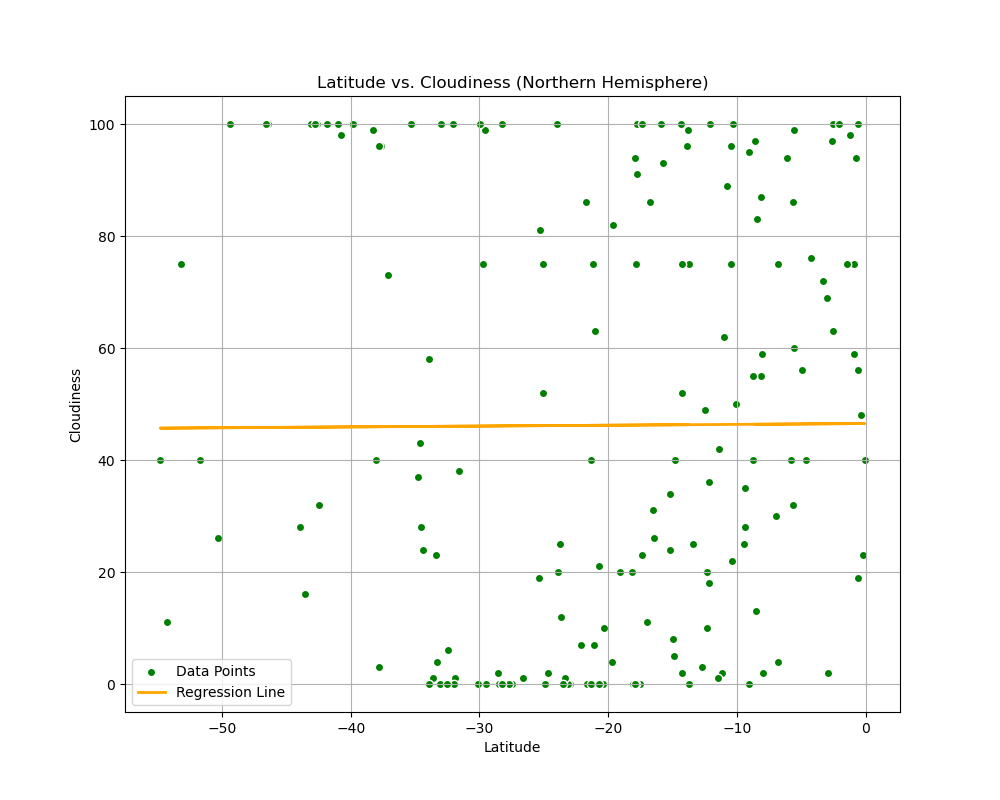 Latitude vs. Cloudiness (Northern Hemisphere)
100
80
60
40
20
0
Cloudiness
Data Points
Regression Line
−50
−40
−30
−20
−10
0
Latitude